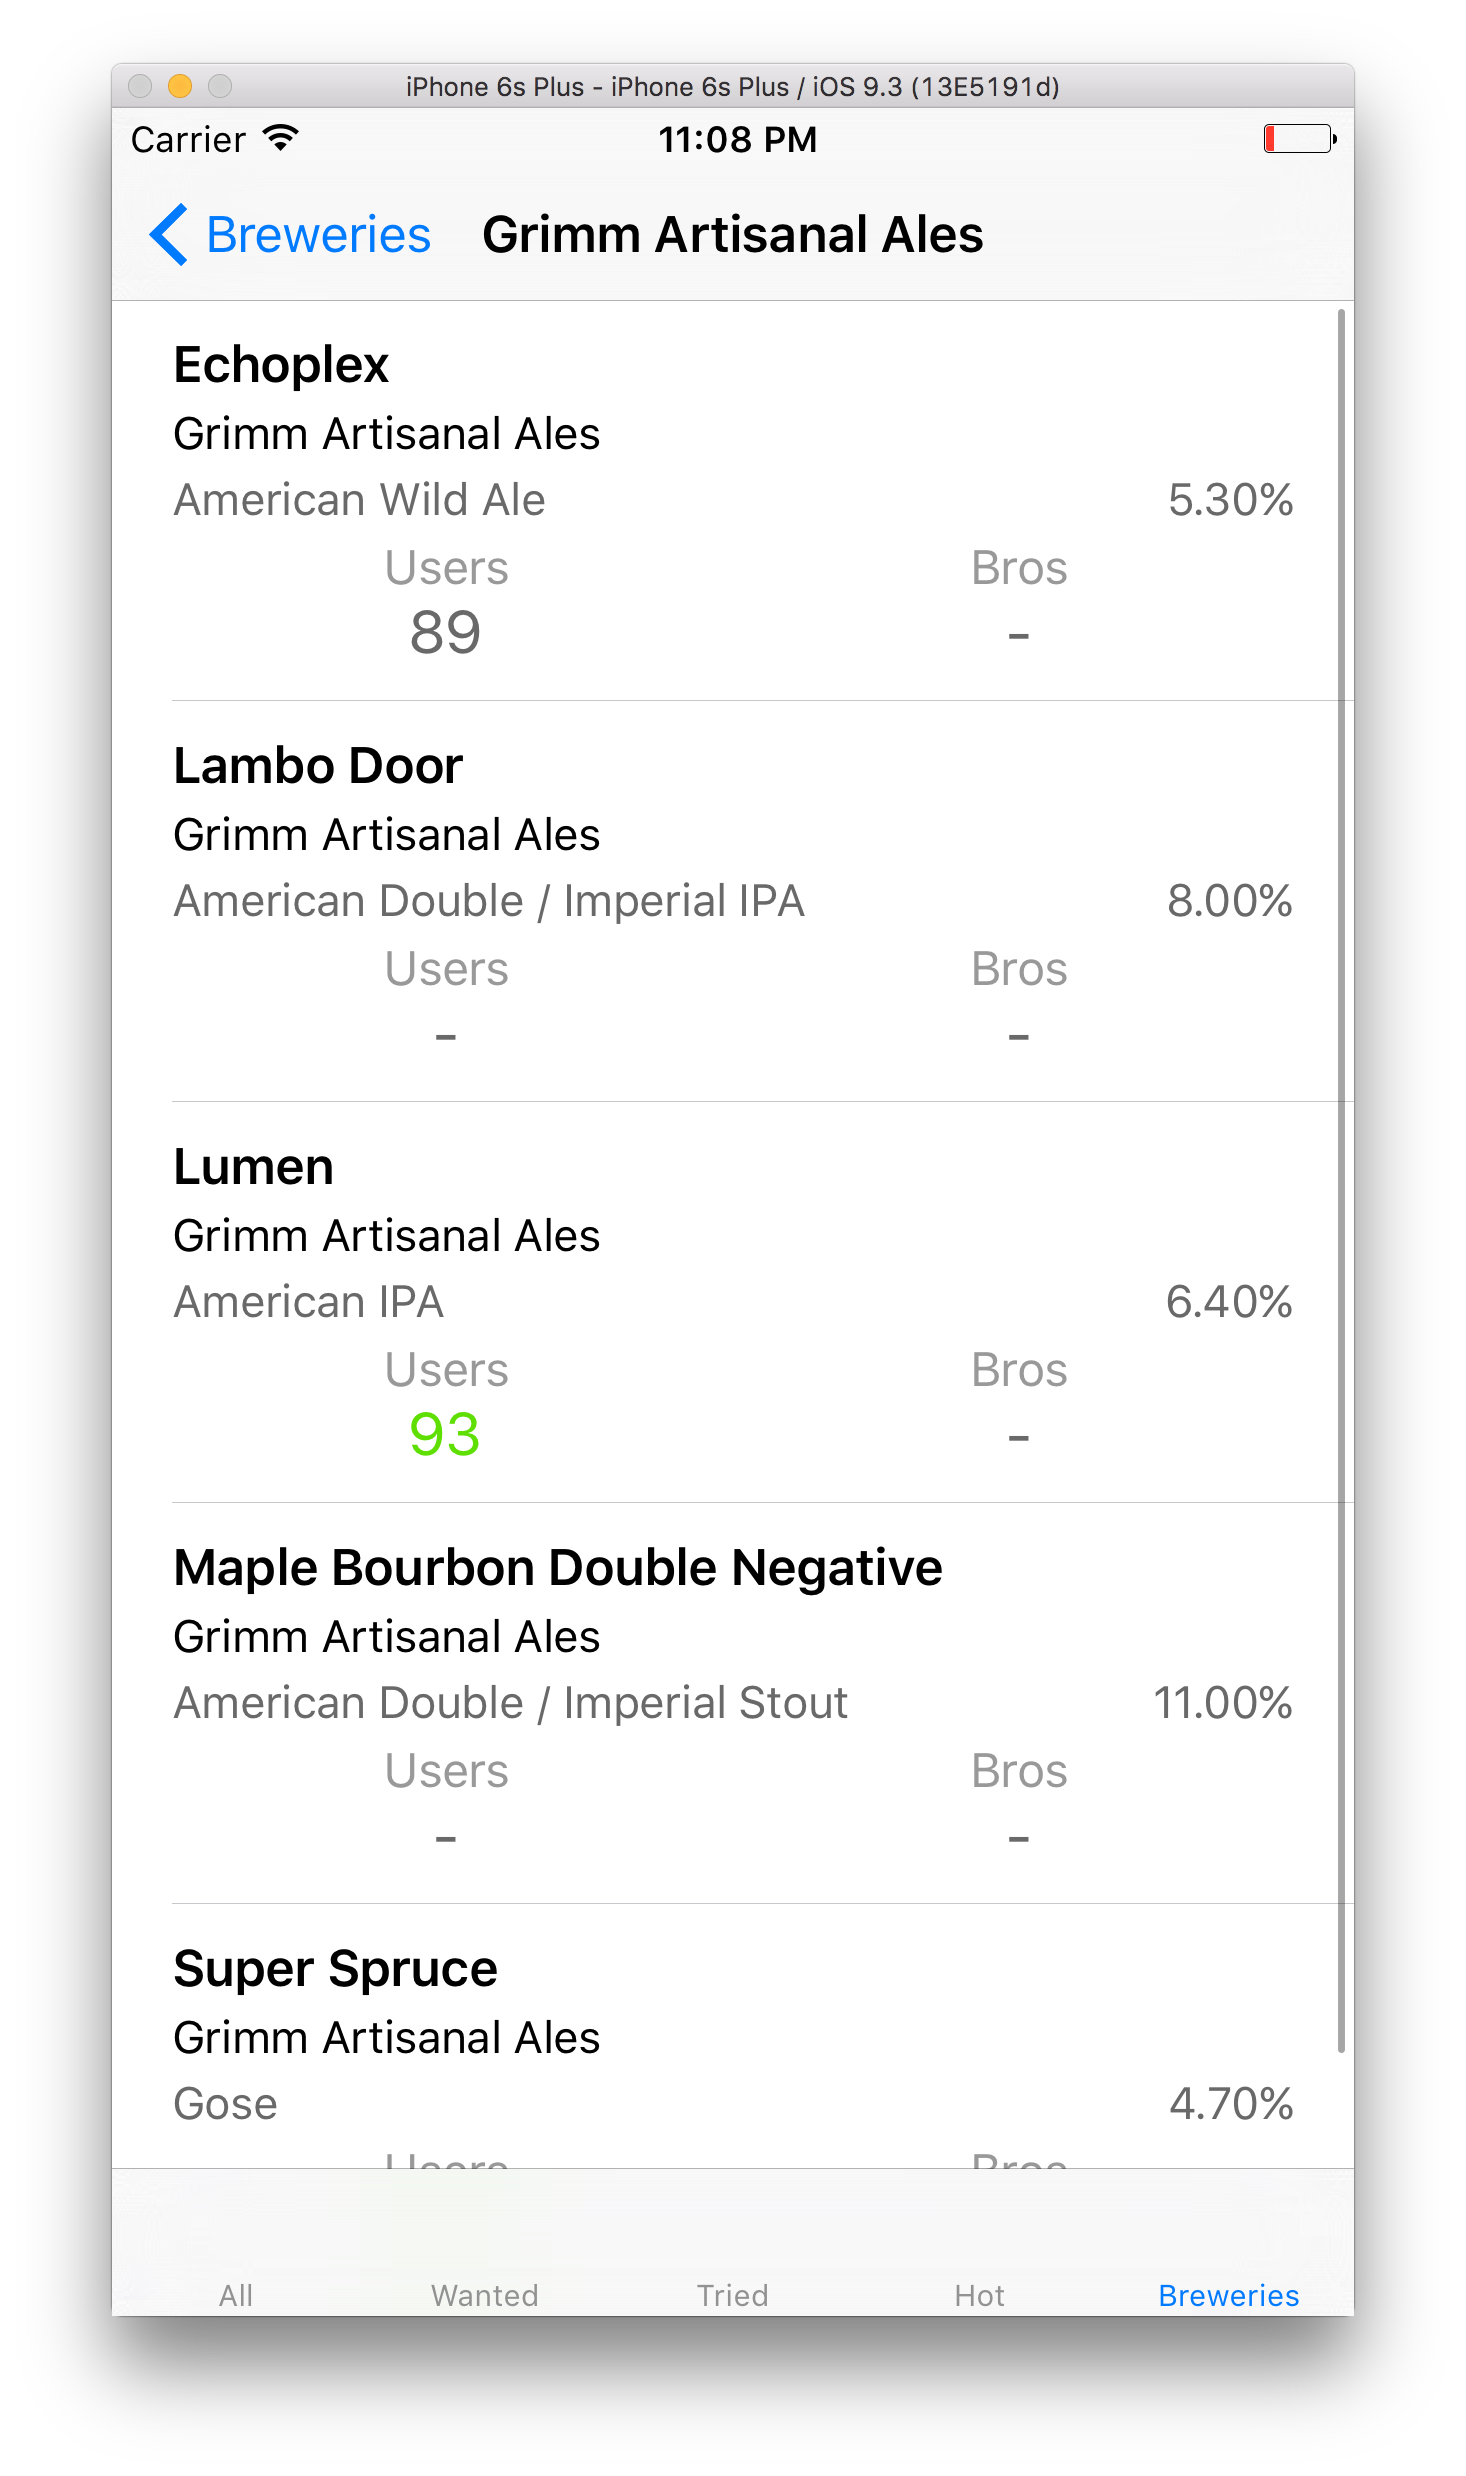 iPhone 6s Plus - iPhone 6s Plus / iOS 9.3 (13E5191d)
Carrier 11:08 PM
Breweries Grimm Artisanal Ales
Echoplex
Grimm Artisanal Ales
American Wild Ale 5.30%
Users Bros
89 -
Lambo Door
Grimm Artisanal Ales
American Double / Imperial IPA 8.00%
Users Bros
- -
Lumen
Grimm Artisanal Ales
American IPA 6.40%
Users Bros
93 -
Maple Bourbon Double Negative
Grimm Artisanal Ales
American Double / Imperial Stout 11.00%
Users Bros
- -
Super Spruce
Grimm Artisanal Ales
Gose 4.70%
Users Bros
All Wanted Tried Hot Breweries